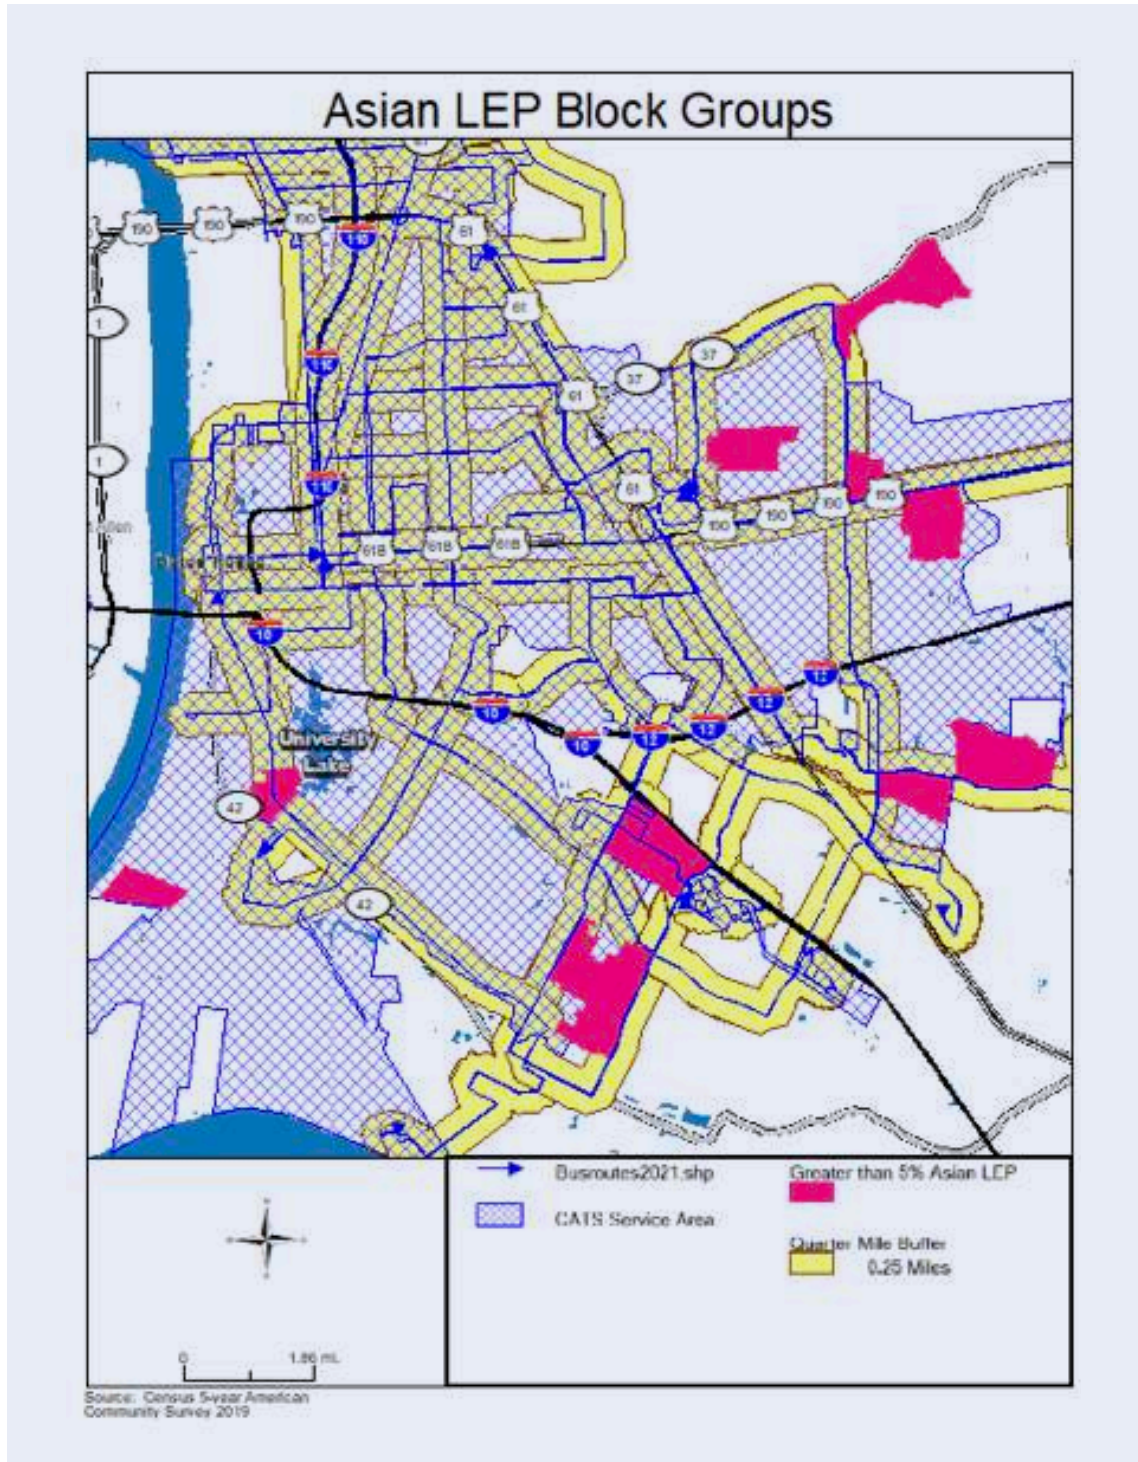 Asian LEP Block Groups
190
190
190
110
61
61
1
110
37
37
61
1
110
61
190
190
190
190
61B
61B
61B
10
12
12
12
10
10
12
University
Lake
42
42
Busroutes2021.shp
Greater than 5% Asian LEP
CATS Service Area
Quarter Mile Buffer
0.25 Miles
0
1.86 mi.
Source: Census 5-year American
Community Survey 2019